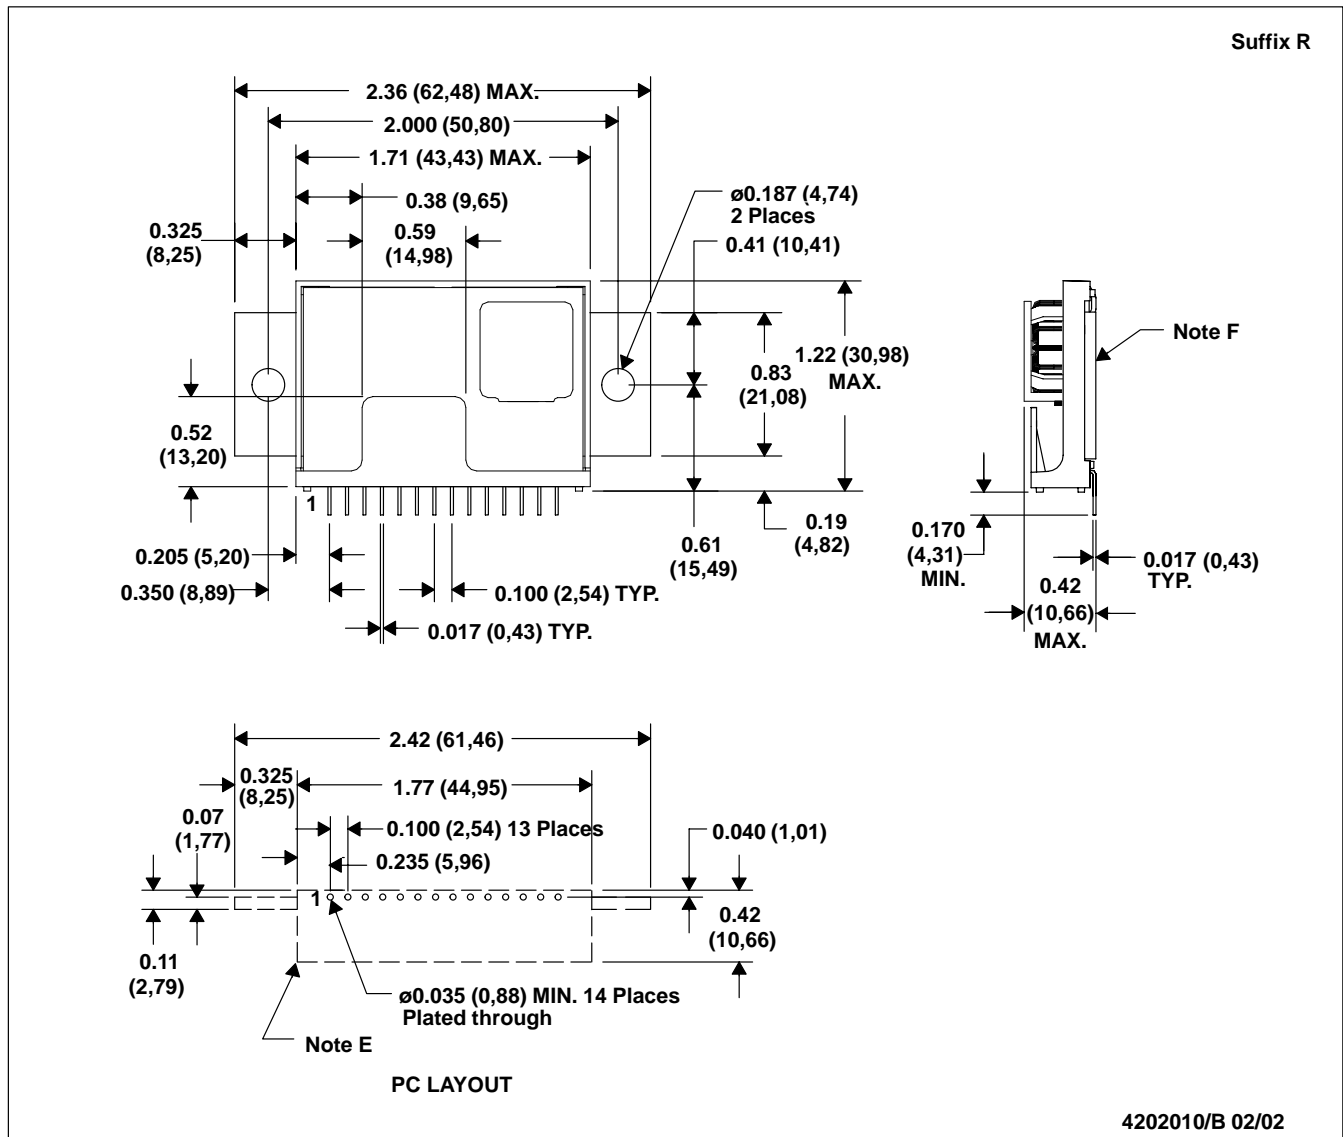 Suffix R
2.36 (62,48) MAX.
2.000 (50,80)
1.71 (43,43) MAX.
0.38 (9,65)
ø0.187 (4,74)
2 Places
0.325
(8,25)
0.59
(14,98)
0.41 (10,41)
Note F
1.22 (30,98)
MAX.
0.83
(21,08)
0.52
(13,20)
1
0.19
(4,82)
0.61
(15,49)
0.205 (5,20)
0.350 (8,89)
0.100 (2,54) TYP.
0.017 (0,43) TYP.
0.170
(4,31)
MIN.
0.017 (0,43)
TYP.
0.42
(10,66)
MAX.
2.42 (61,46)
0.325
(8,25)
1.77 (44,95)
0.07
(1,77)
0.100 (2,54) 13 Places
0.040 (1,01)
0.235 (5,96)
1
0.42
(10,66)
0.11
(2,79)
ø0.035 (0,88) MIN. 14 Places
Plated through
Note E
PC LAYOUT
4202010/B 02/02